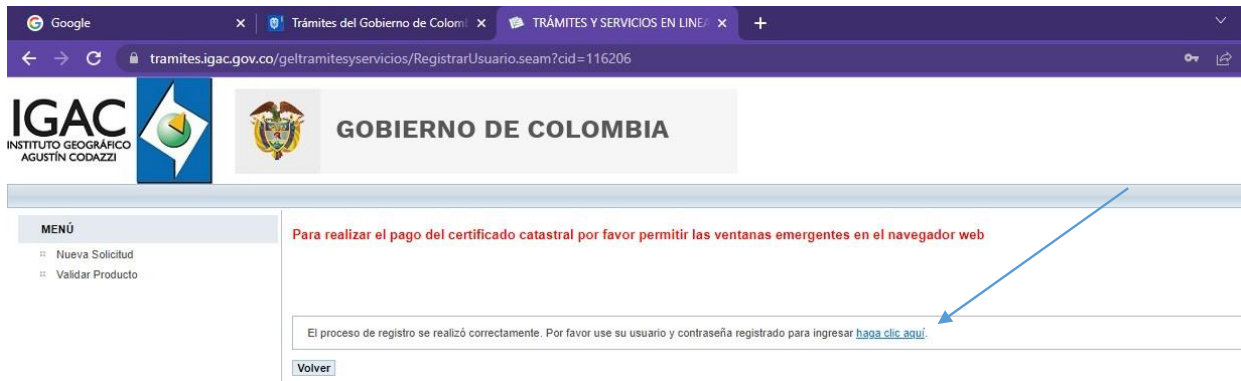 Google
Trámites del Gobierno de Colom
TRÁMITES Y SERVICIOS EN LINEA
tramites.igac.gov.co/geltramitesyservicios/RegistrarUsuario.seam?cid=116206
IGAC
INSTITUTO GEOGRÁFICO
AGUSTÍN CODAZZI
GOBIERNO DE COLOMBIA
MENÚ
Nueva Solicitud
Validar Producto
Para realizar el pago del certificado catastral por favor permitir las ventanas emergentes en el navegador web
El proceso de registro se realizó correctamente. Por favor use su usuario y contraseña registrado para ingresar haga clic aquí.
Volver